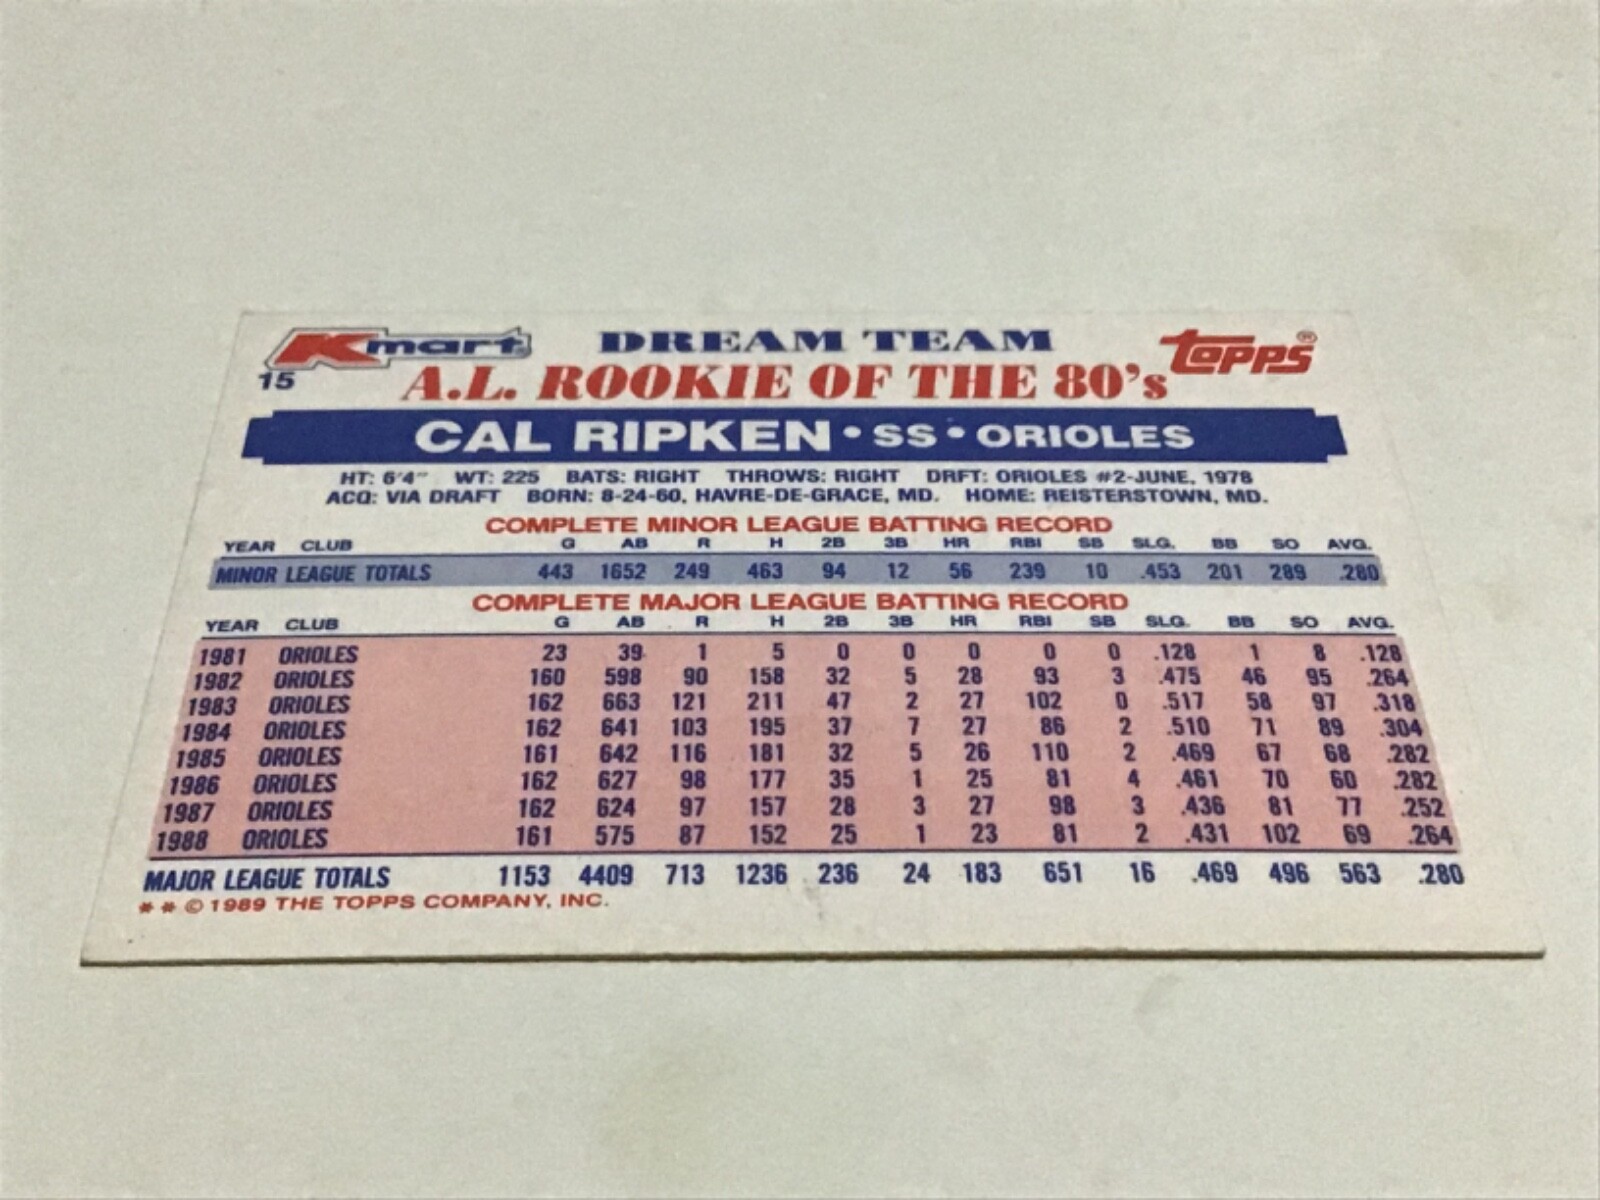 Kmart DREAM TEAM topps®
15 A.L. ROOKIE OF THE 80's
CAL RIPKEN • SS • ORIOLES
HT: 6'4" WT: 225 BATS: RIGHT THROWS: RIGHT DRFT: ORIOLES #2-JUNE, 1978
ACQ: VIA DRAFT BORN: 8-24-60, HAVRE-DE-GRACE, MD. HOME: REISTERSTOWN, MD.
COMPLETE MINOR LEAGUE BATTING RECORD
YEAR CLUB G AB R H 2B 3B HR RBI SB SLG. BB SO AVG.
MINOR LEAGUE TOTALS 443 1652 249 463 94 12 56 239 10 .453 201 289 .280
COMPLETE MAJOR LEAGUE BATTING RECORD
YEAR CLUB G AB R H 2B 3B HR RBI SB SLG. BB SO AVG.
1981 ORIOLES 23 39 1 5 0 0 0 0 0 .128 1 8 .128
1982 ORIOLES 160 598 90 158 32 5 28 93 3 .475 46 95 .264
1983 ORIOLES 162 663 121 211 47 2 27 102 0 .517 58 97 .318
1984 ORIOLES 162 641 103 195 37 7 27 86 2 .510 71 89 .304
1985 ORIOLES 161 642 116 181 32 5 26 110 2 .469 67 68 .282
1986 ORIOLES 162 627 98 177 35 1 25 81 4 .461 70 60 .282
1987 ORIOLES 162 624 97 157 28 3 27 98 3 .436 81 77 .252
1988 ORIOLES 161 575 87 152 25 1 23 81 2 .431 102 69 .264
MAJOR LEAGUE TOTALS 1153 4409 713 1236 236 24 183 651 16 .469 496 563 .280
** © 1989 THE TOPPS COMPANY, INC.